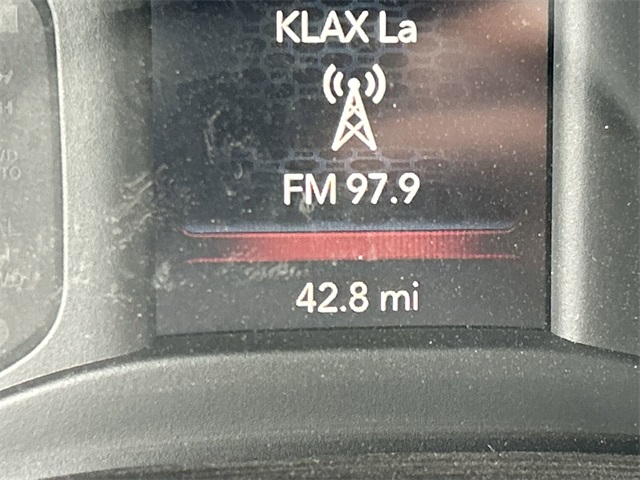 KLAX La
FM 97.9
42.8 mi